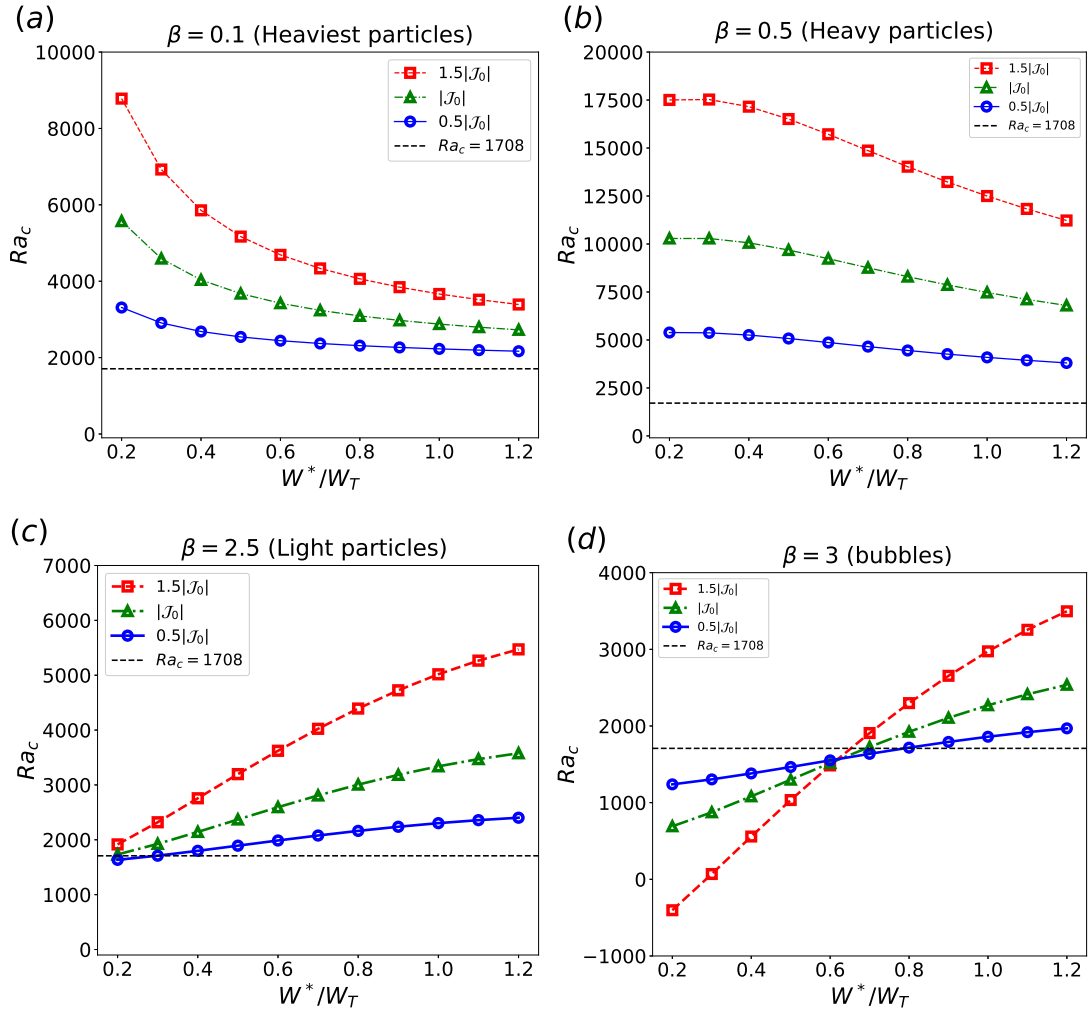 (a)
β = 0.1 (Heaviest particles)
10000
8000
6000
4000
2000
0
Ra_c
1.5|𝒥₀|
|𝒥₀|
0.5|𝒥₀|
Ra_c = 1708
0.2 0.4 0.6 0.8 1.0 1.2
W*/W_T
(b)
β = 0.5 (Heavy particles)
20000
17500
15000
12500
10000
7500
5000
2500
0
Ra_c
1.5|𝒥₀|
|𝒥₀|
0.5|𝒥₀|
Ra_c = 1708
0.2 0.4 0.6 0.8 1.0 1.2
W*/W_T
(c)
β = 2.5 (Light particles)
7000
6000
5000
4000
3000
2000
1000
0
Ra_c
1.5|𝒥₀|
|𝒥₀|
0.5|𝒥₀|
Ra_c = 1708
0.2 0.4 0.6 0.8 1.0 1.2
W*/W_T
(d)
β = 3 (bubbles)
4000
3000
2000
1000
0
−1000
Ra_c
1.5|𝒥₀|
|𝒥₀|
0.5|𝒥₀|
Ra_c = 1708
0.2 0.4 0.6 0.8 1.0 1.2
W*/W_T